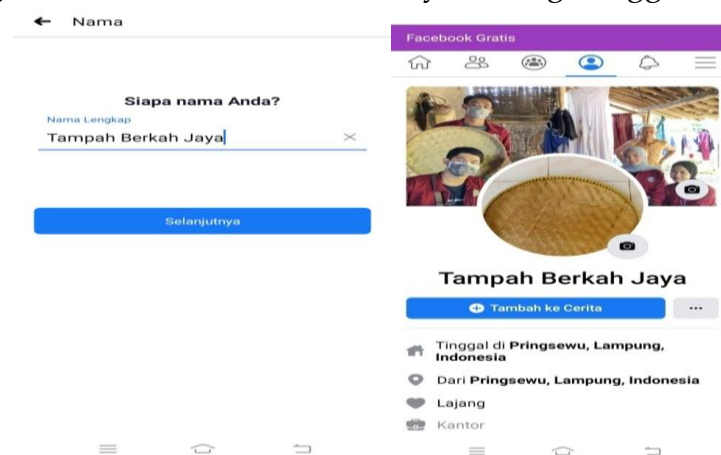 Nama
Siapa nama Anda?
Nama Lengkap
Tampah Berkah Jaya
Selanjutnya
Facebook Gratis
Tampah Berkah Jaya
Tambah ke Cerita
Tinggal di Pringsewu, Lampung,
Indonesia
Dari Pringsewu, Lampung, Indonesia
Lajang
Kantor